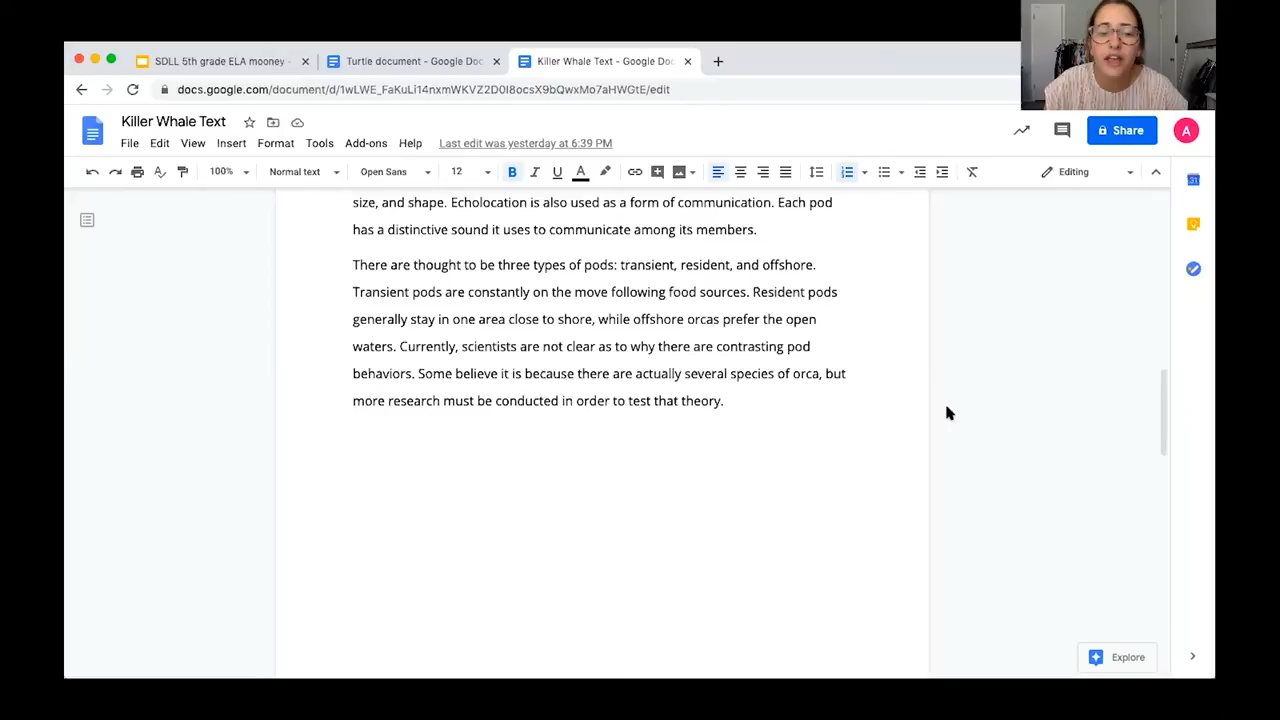 SDLL 5th grade ELA mooney -
Turtle document - Google Doc
Killer Whale Text - Google Doc
docs.google.com/document/d/1wLWE_FaKuLi14nxmWKVZ2D0I8ocsX9bQwxMo7aHWGtE/edit
Killer Whale Text
File Edit View Insert Format Tools Add-ons Help Last edit was yesterday at 6:39 PM
Share
A
100% Normal text Open Sans 12 B I U A Editing
31
size, and shape. Echolocation is also used as a form of communication. Each pod
has a distinctive sound it uses to communicate among its members.
There are thought to be three types of pods: transient, resident, and offshore.
Transient pods are constantly on the move following food sources. Resident pods
generally stay in one area close to shore, while offshore orcas prefer the open
waters. Currently, scientists are not clear as to why there are contrasting pod
behaviors. Some believe it is because there are actually several species of orca, but
more research must be conducted in order to test that theory.
Explore